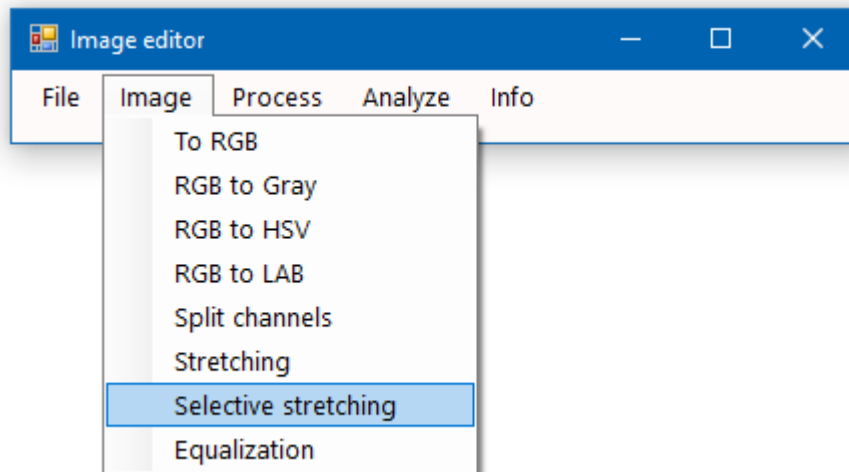 Image editor
File Image Process Analyze Info
To RGB
RGB to Gray
RGB to HSV
RGB to LAB
Split channels
Stretching
Selective stretching
Equalization